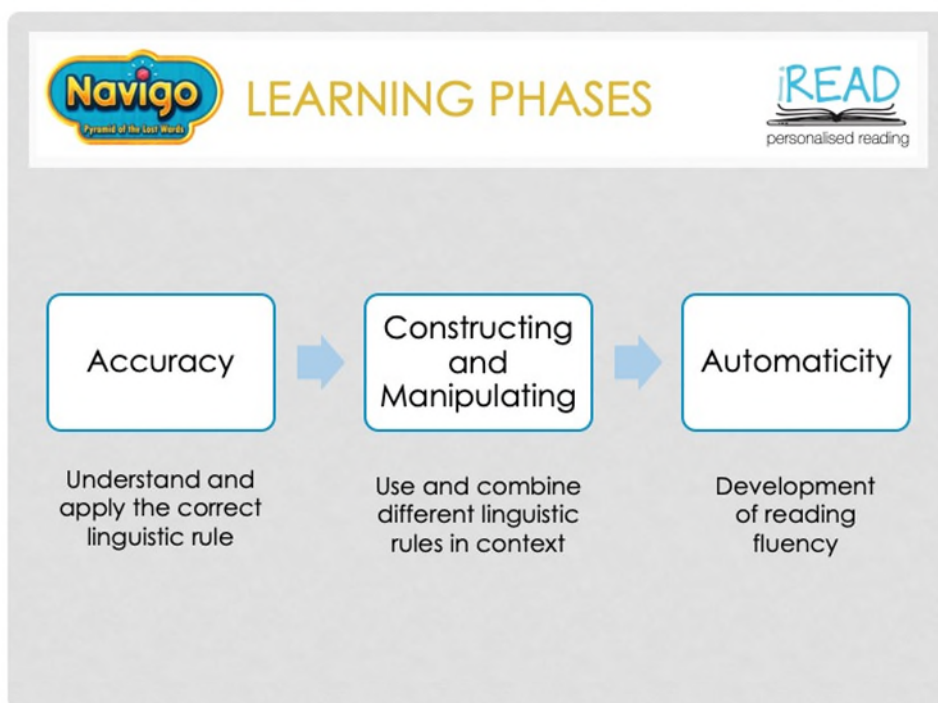 Navigo
Pyramid of the Lost Words
LEARNING PHASES
iREAD
personalised reading
Accuracy
Understand and
apply the correct
linguistic rule
Constructing
and
Manipulating
Use and combine
different linguistic
rules in context
Automaticity
Development
of reading
fluency